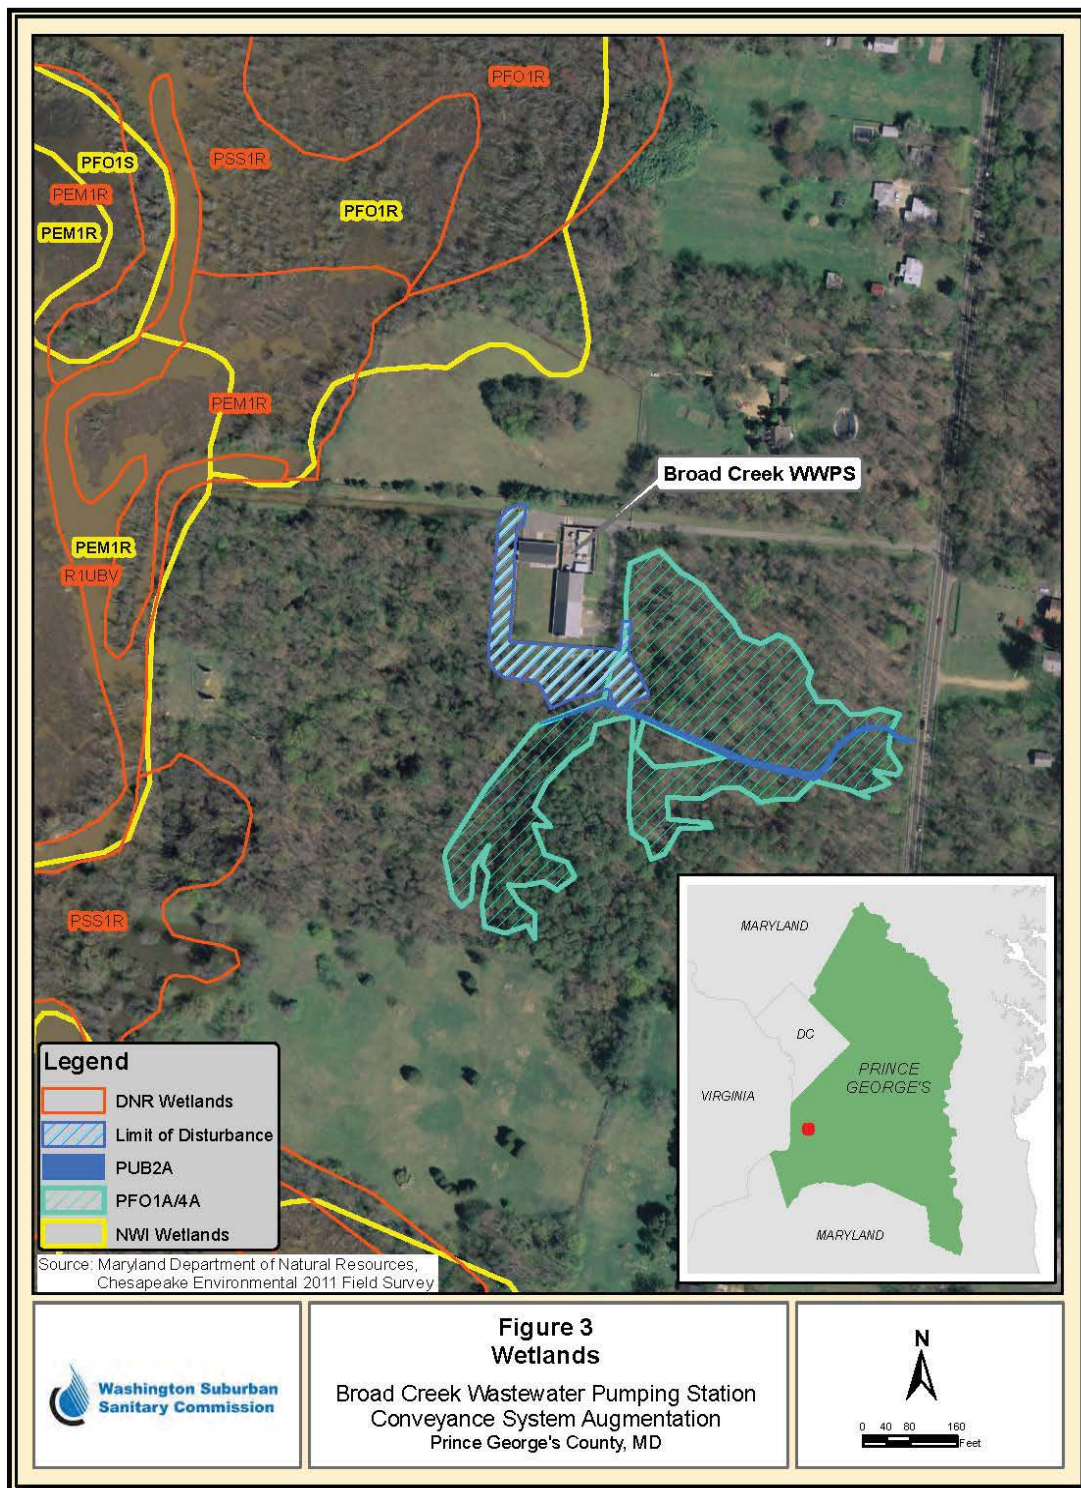 PFO1R
PFO1S
PSS1R
PEM1R
PFO1R
PEM1R
PEM1R
Broad Creek WWPS
PEM1R
R1UBV
PSS1R
MARYLAND
DC
PRINCE
GEORGE'S
VIRGINIA
MARYLAND
Legend
DNR Wetlands
Limit of Disturbance
PUB2A
PFO1A/4A
NWI Wetlands
Source: Maryland Department of Natural Resources,
Chesapeake Environmental 2011 Field Survey
Washington Suburban
Sanitary Commission
Figure 3
Wetlands
Broad Creek Wastewater Pumping Station
Conveyance System Augmentation
Prince George's County, MD
N
0 40 80 160
Feet